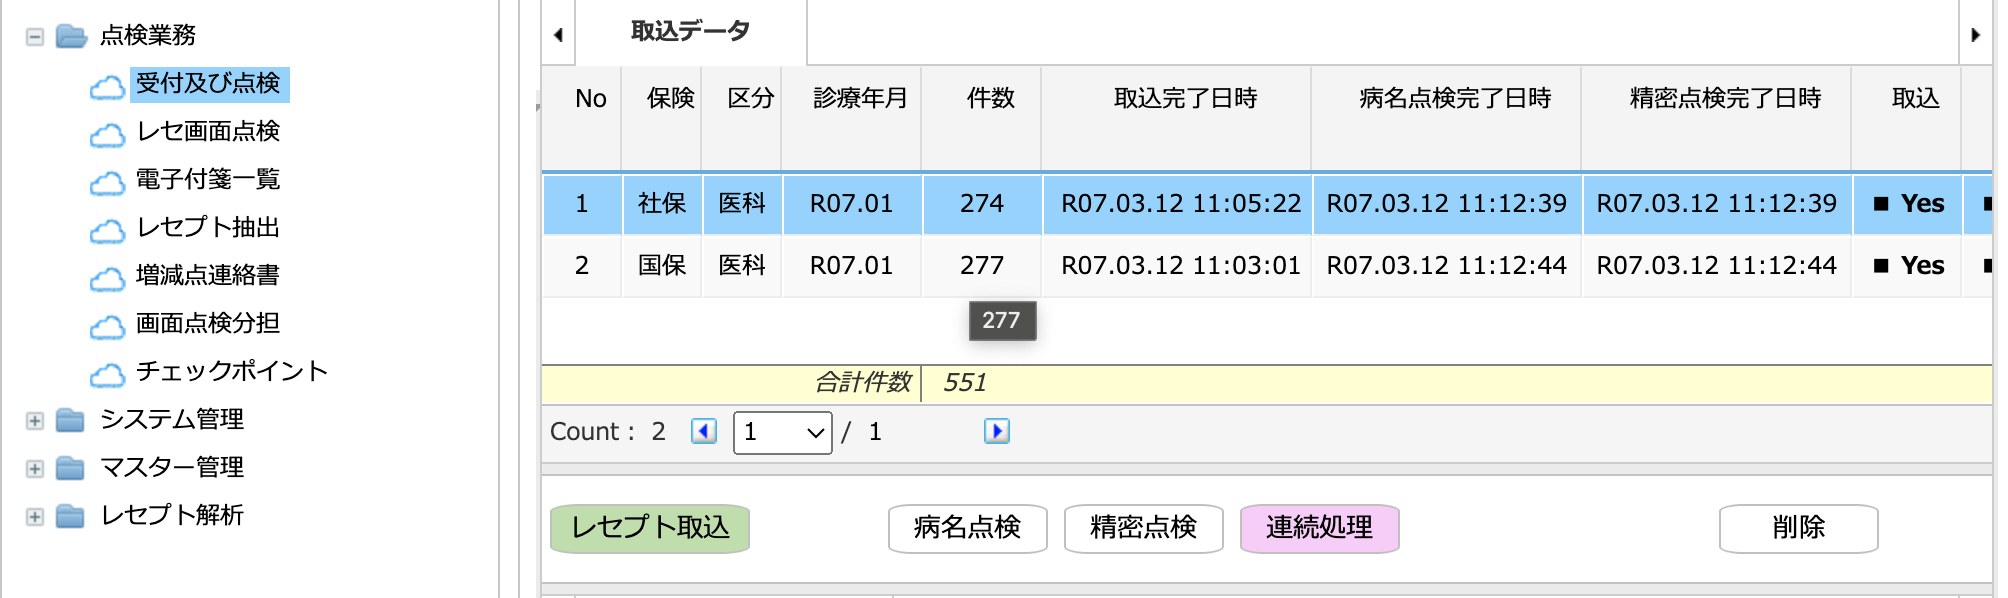 点検業務
受付及び点検
レセ画面点検
電子付箋一覧
レセプト抽出
増減点連絡書
画面点検分担
チェックポイント
システム管理
マスター管理
レセプト解析
取込データ
No 保険 区分 診療年月 件数 取込完了日時 病名点検完了日時 精密点検完了日時 取込
1 社保 医科 R07.01 274 R07.03.12 11:05:22 R07.03.12 11:12:39 R07.03.12 11:12:39 ■ Yes
2 国保 医科 R07.01 277 R07.03.12 11:03:01 R07.03.12 11:12:44 R07.03.12 11:12:44 ■ Yes
277
合計件数 551
Count : 2 1 / 1
レセプト取込 病名点検 精密点検 連続処理 削除